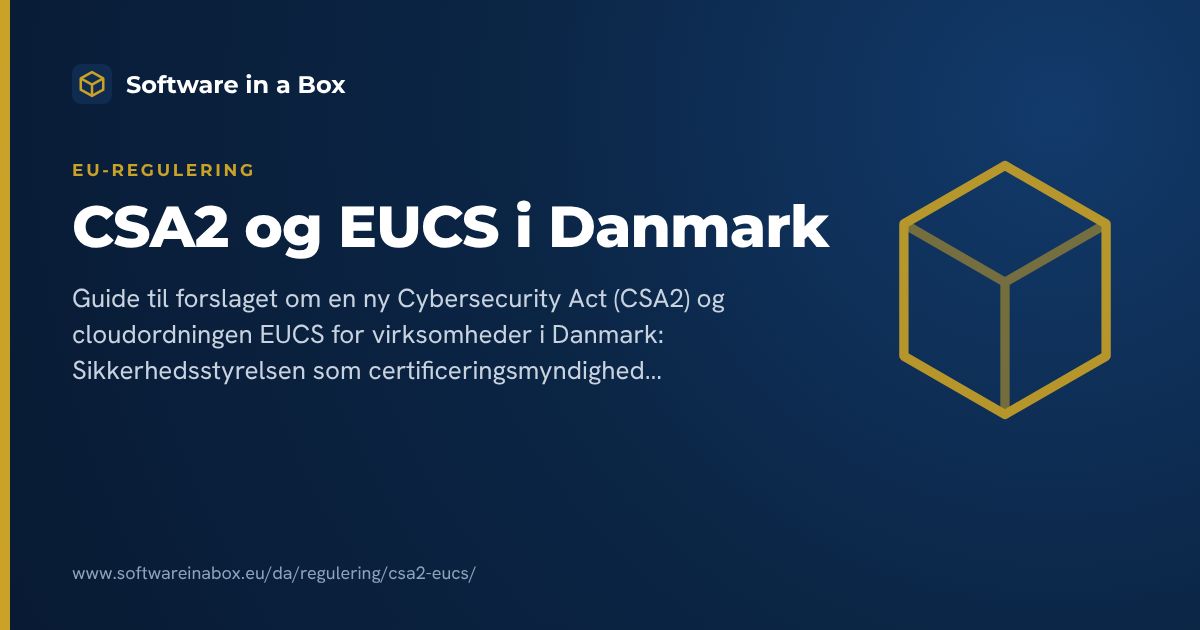 Software in a Box
EU-REGULERING
CSA2 og EUCS i Danmark
Guide til forslaget om en ny Cybersecurity Act (CSA2) og
cloudordningen EUCS for virksomheder i Danmark:
Sikkerhedsstyrelsen som certificeringsmyndighed…
www.softwareinabox.eu/da/regulering/csa2-eucs/